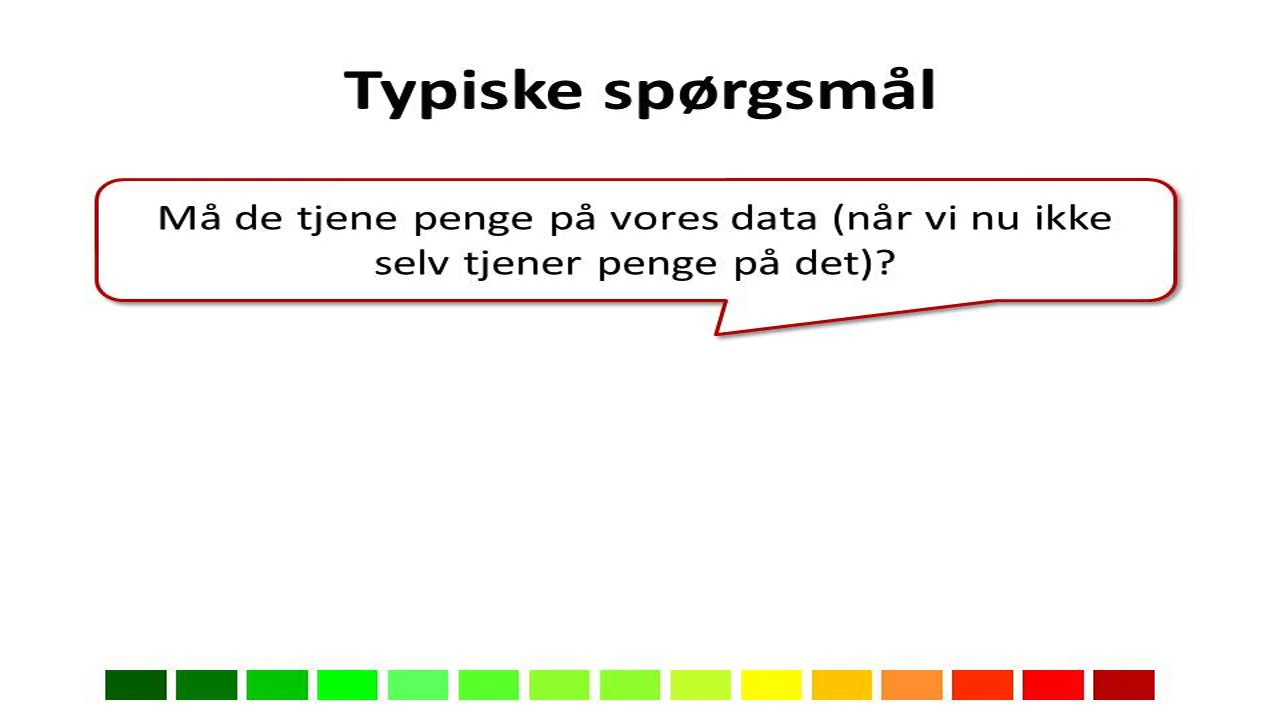 Typiske spørgsmål
Må de tjene penge på vores data (når vi nu ikke
selv tjener penge på det)?